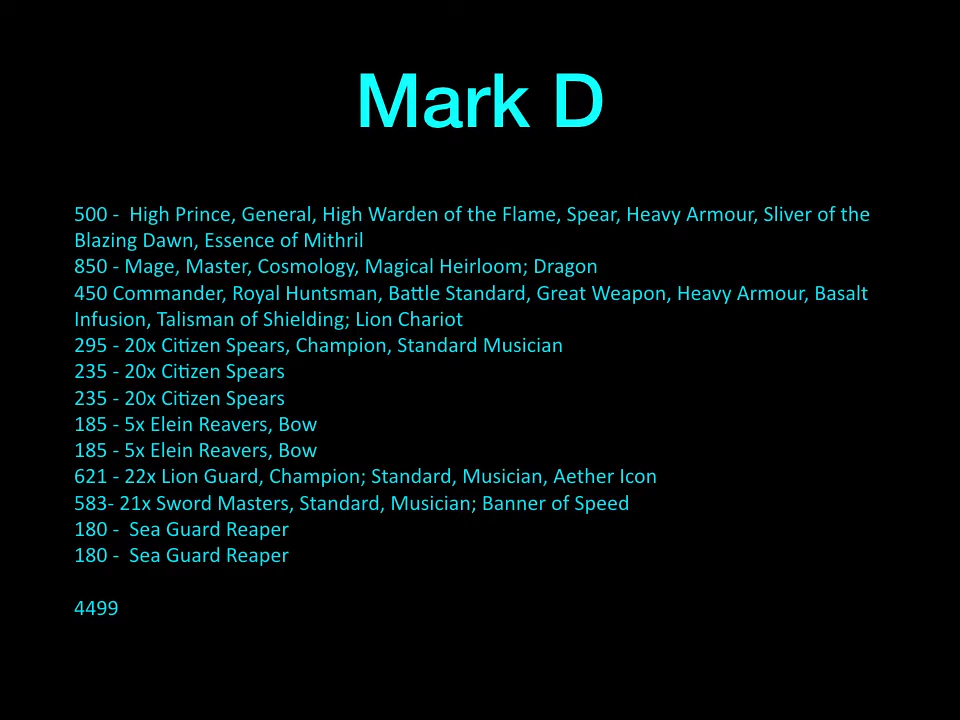 Mark D
500 -  High Prince, General, High Warden of the Flame, Spear, Heavy Armour, Sliver of the
Blazing Dawn, Essence of Mithril
850 - Mage, Master, Cosmology, Magical Heirloom; Dragon
450 Commander, Royal Huntsman, Battle Standard, Great Weapon, Heavy Armour, Basalt
Infusion, Talisman of Shielding; Lion Chariot
295 - 20x Citizen Spears, Champion, Standard Musician
235 - 20x Citizen Spears
235 - 20x Citizen Spears
185 - 5x Elein Reavers, Bow
185 - 5x Elein Reavers, Bow
621 - 22x Lion Guard, Champion; Standard, Musician, Aether Icon
583- 21x Sword Masters, Standard, Musician; Banner of Speed
180 -  Sea Guard Reaper
180 -  Sea Guard Reaper
4499